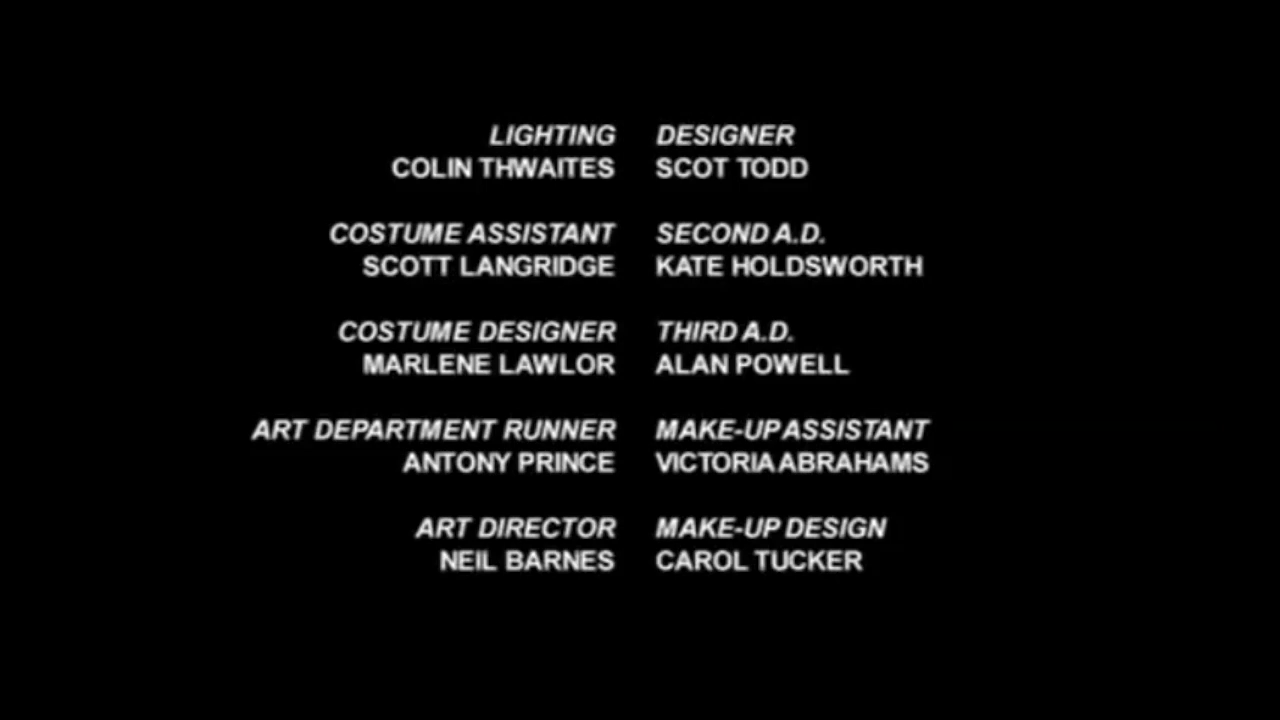 LIGHTING
COLIN THWAITES
COSTUME ASSISTANT
SCOTT LANGRIDGE
COSTUME DESIGNER
MARLENE LAWLOR
ART DEPARTMENT RUNNER
ANTONY PRINCE
ART DIRECTOR
NEIL BARNES
DESIGNER
SCOT TODD
SECOND A.D.
KATE HOLDSWORTH
THIRD A.D.
ALAN POWELL
MAKE-UP ASSISTANT
VICTORIA ABRAHAMS
MAKE-UP DESIGN
CAROL TUCKER